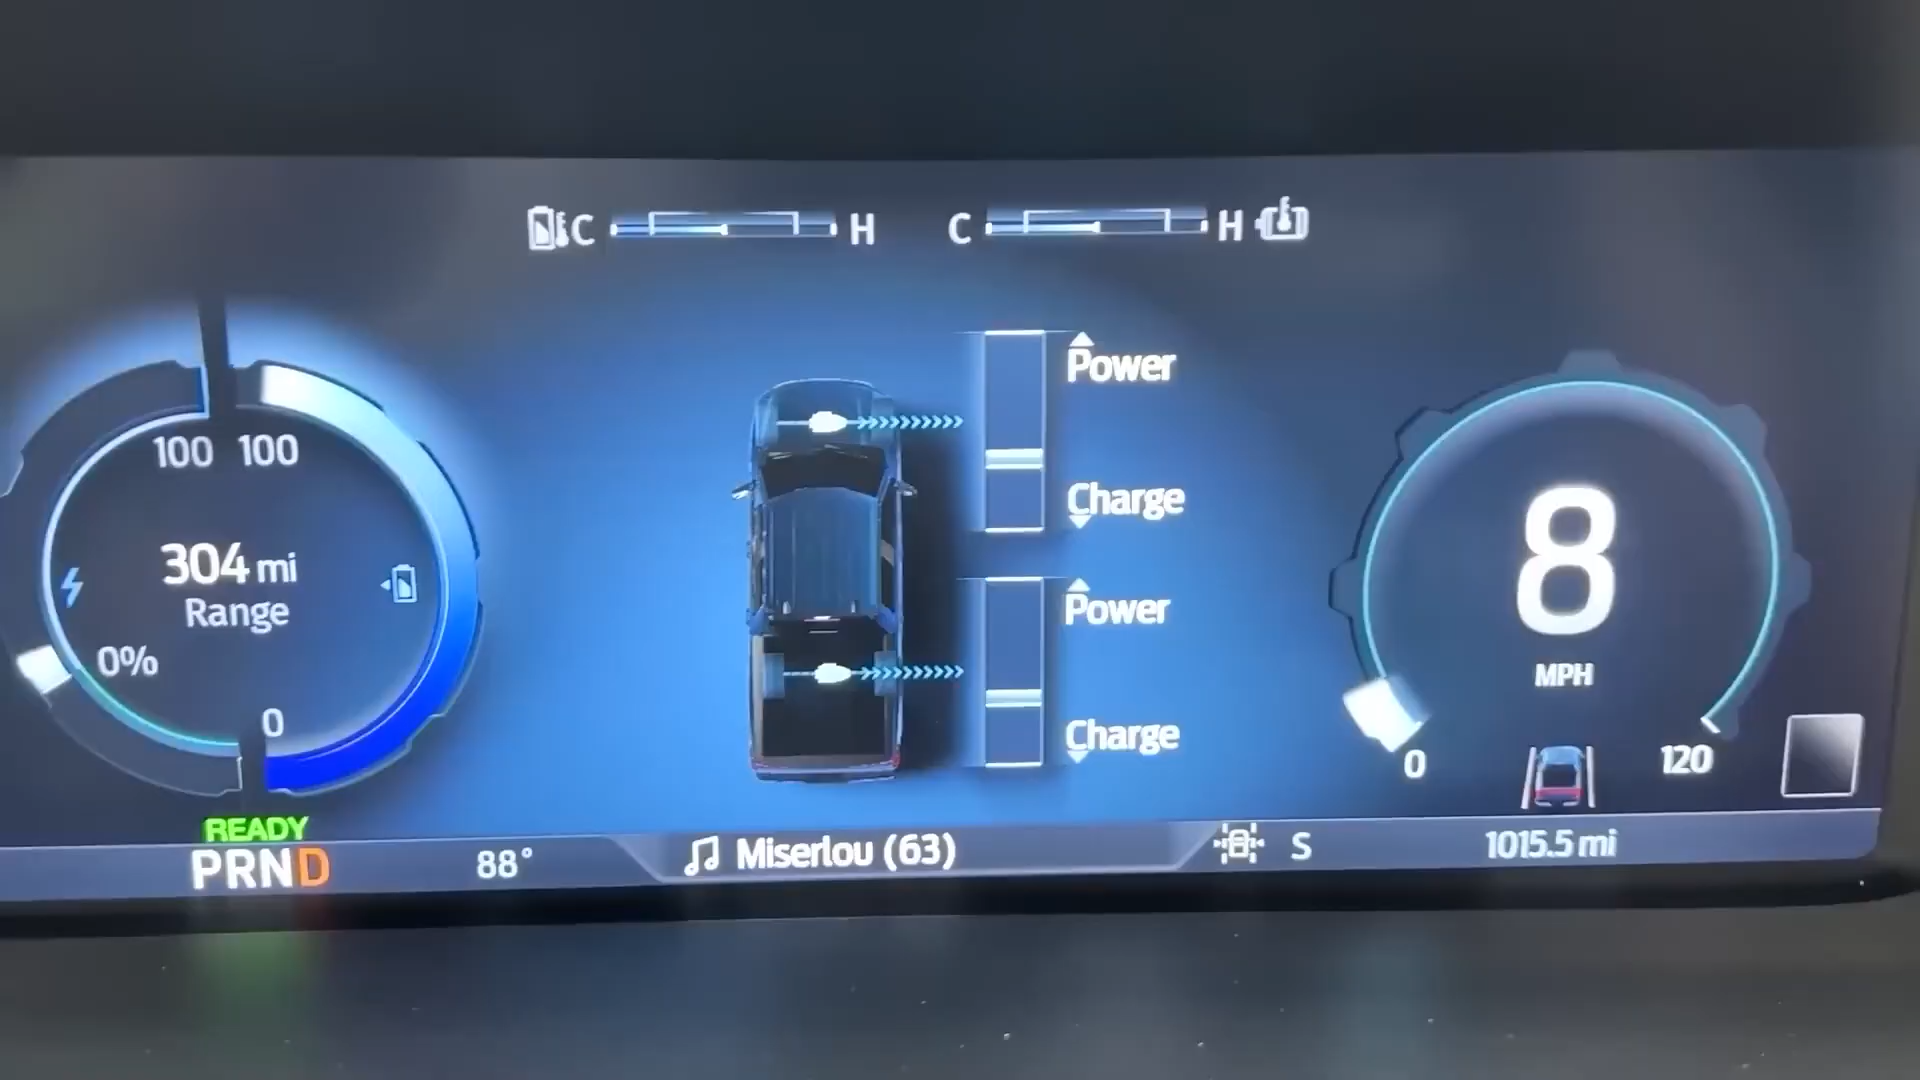 C H C H
Power
100 100
Charge
304 mi
Range
Power
0%
8
MPH
0
Charge
0 120
READY
PRND
88°
Miserlou (63)
S
1015.5 mi